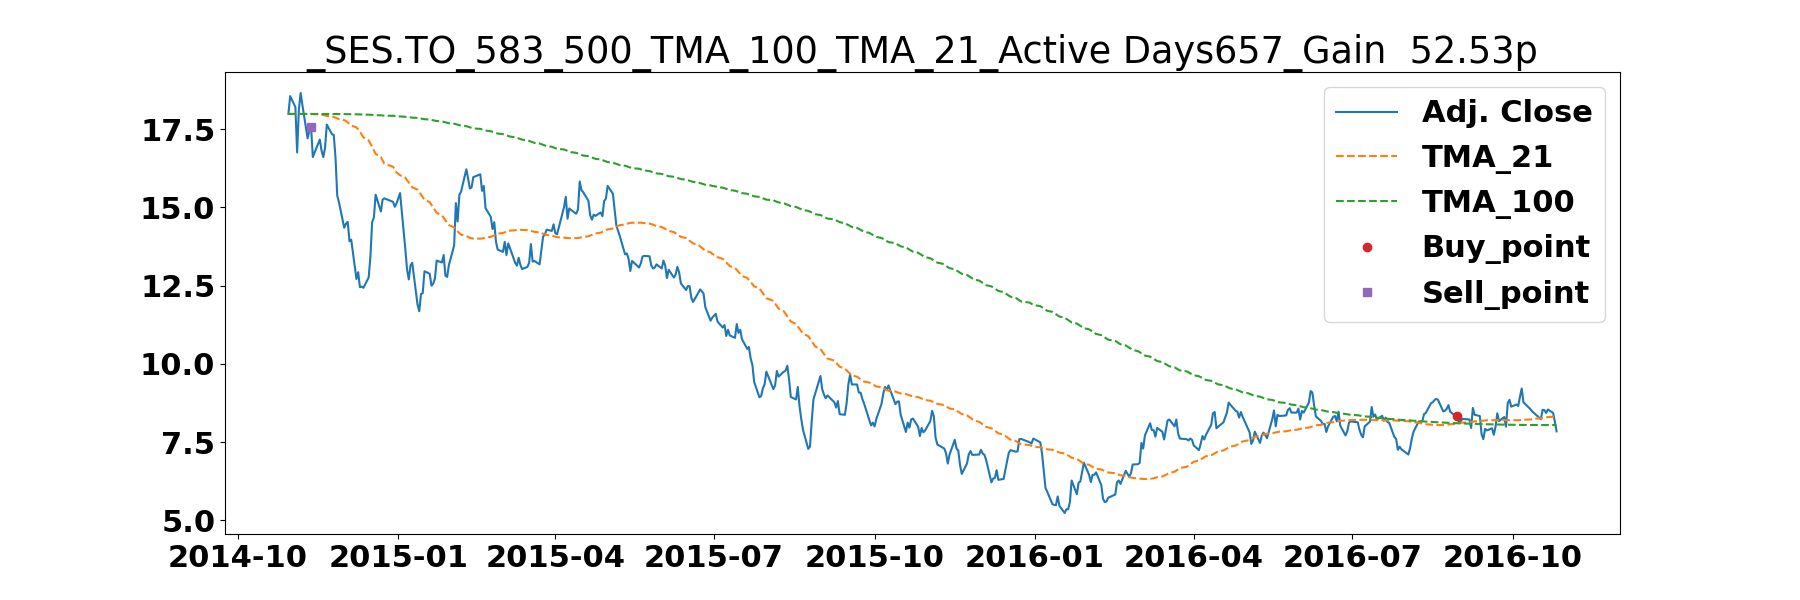 _SES.TO_583_500_TMA_100_TMA_21_Active Days657_Gain  52.53p
17.5
15.0
12.5
10.0
7.5
5.0
Adj. Close
TMA_21
TMA_100
Buy_point
Sell_point
2014-10 2015-01 2015-04 2015-07 2015-10 2016-01 2016-04 2016-07 2016-10